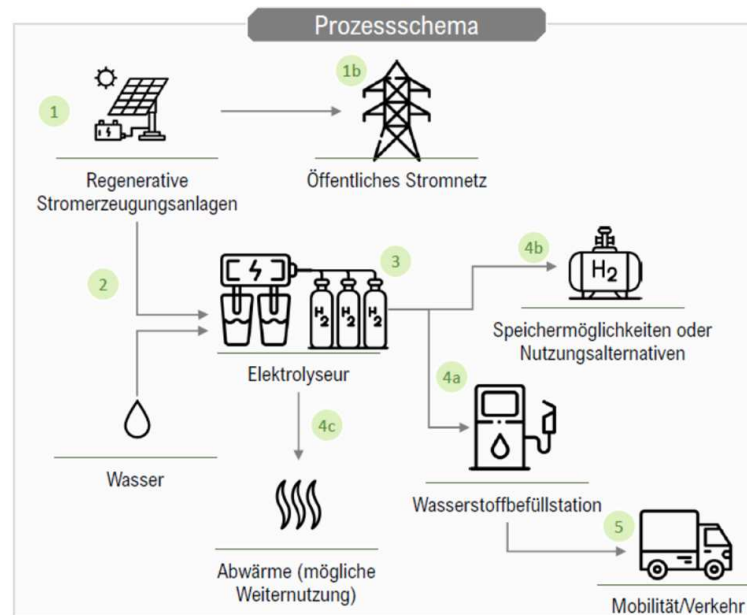 Prozessschema
1
1b
Regenerative
Stromerzeugungsanlagen
Öffentliches Stromnetz
2
3
4b
H2
H2
H2
H2
Elektrolyseur
Speichermöglichkeiten oder
Nutzungsalternativen
4a
4c
Wasser
Wasserstoffbefüllstation
5
Abwärme (mögliche
Weiternutzung)
Mobilität/Verkehr